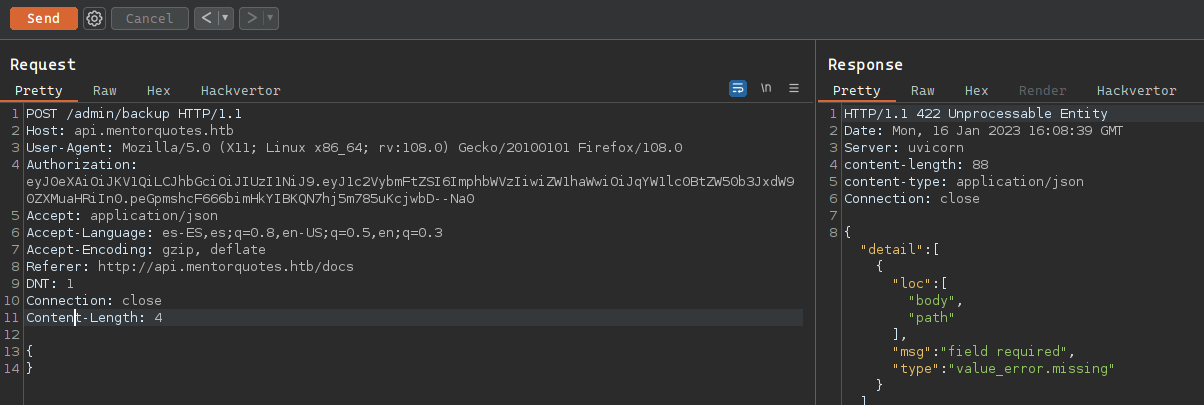 Send Cancel < ▾ > ▾
Request
Pretty Raw Hex Hackvertor \n
1 POST /admin/backup HTTP/1.1
2 Host: api.mentorquotes.htb
3 User-Agent: Mozilla/5.0 (X11; Linux x86_64; rv:108.0) Gecko/20100101 Firefox/108.0
4 Authorization:
eyJ0eXAiOiJKV1QiLCJhbGciOiJIUzI1NiJ9.eyJ1c2VybmFtZSI6ImphbWVzIiwiZW1haWwiOiJqYW1lc0BtZW50b3JxdW9
0ZXMuaHRiIn0.peGpmshcF666bimHkYIBKQN7hj5m785uKcjwbD--Na0
5 Accept: application/json
6 Accept-Language: es-ES,es;q=0.8,en-US;q=0.5,en;q=0.3
7 Accept-Encoding: gzip, deflate
8 Referer: http://api.mentorquotes.htb/docs
9 DNT: 1
10 Connection: close
11 Content-Length: 4
12
13 {
14 }
Response
Pretty Raw Hex Render Hackvertor
1 HTTP/1.1 422 Unprocessable Entity
2 Date: Mon, 16 Jan 2023 16:08:39 GMT
3 Server: uvicorn
4 content-length: 88
5 content-type: application/json
6 Connection: close
7
8 {
"detail":[
{
"loc":[
"body",
"path"
],
"msg":"field required",
"type":"value_error.missing"
}
]